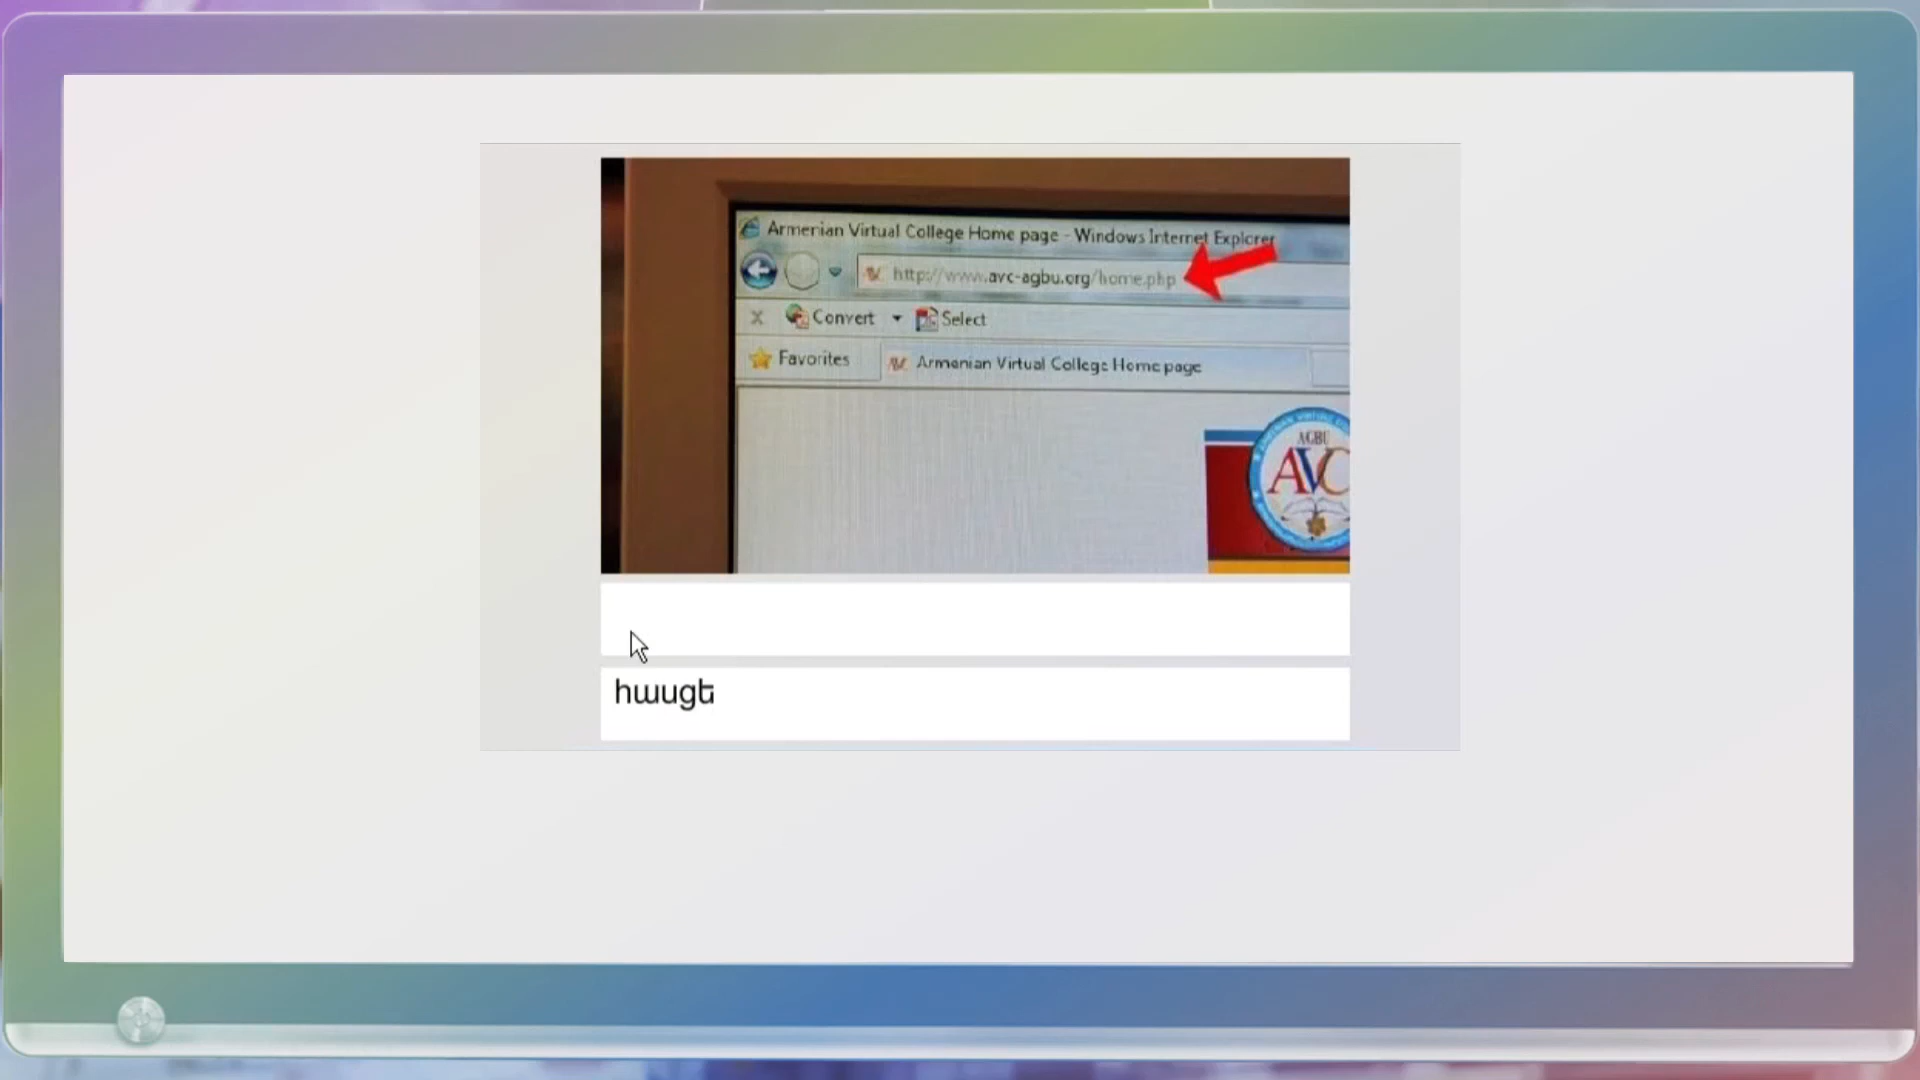 Armenian Virtual College Home page - Windows Internet Explorer
http://www.avc-agbu.org/home.php
X Convert Select
Favorites Armenian Virtual College Home page
AGBU
AVC
հասցե